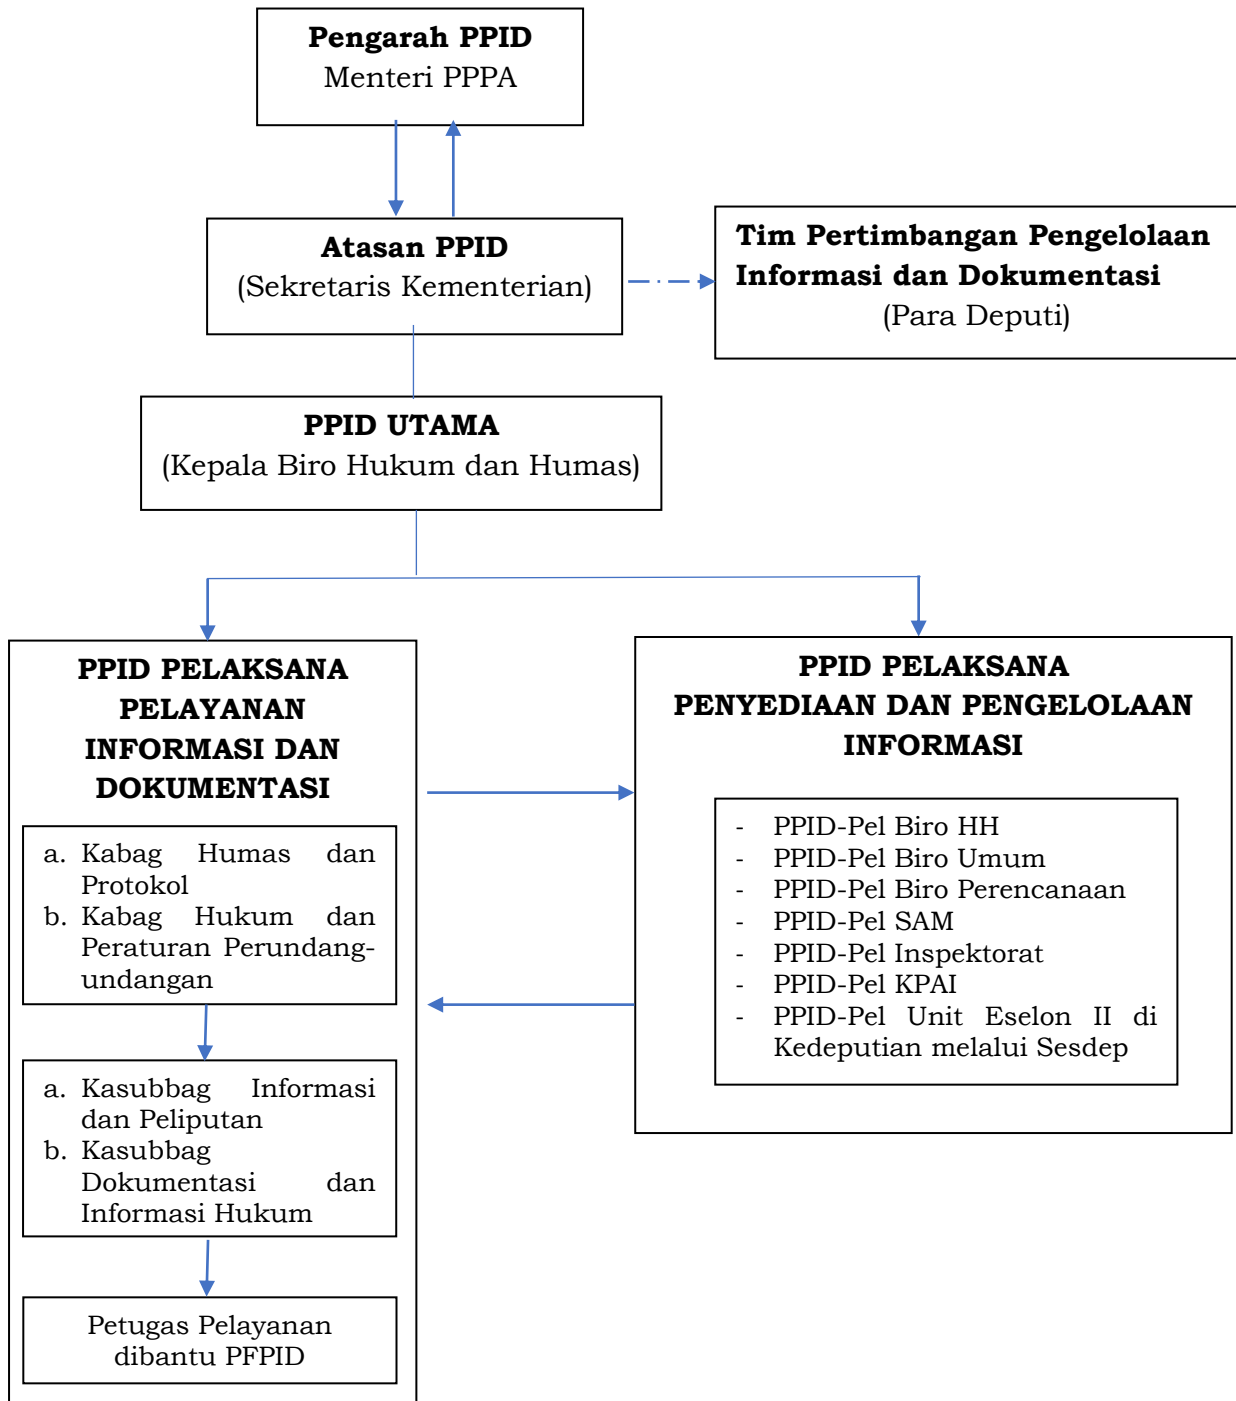 Pengarah PPID
Menteri PPPA
Atasan PPID
(Sekretaris Kementerian)
Tim Pertimbangan Pengelolaan
Informasi dan Dokumentasi
(Para Deputi)
PPID UTAMA
(Kepala Biro Hukum dan Humas)
PPID PELAKSANA
PELAYANAN
INFORMASI DAN
DOKUMENTASI
a. Kabag Humas dan
Protokol
b. Kabag Hukum dan
Peraturan Perundang-
undangan
a. Kasubbag Informasi
dan Peliputan
b. Kasubbag
Dokumentasi dan
Informasi Hukum
Petugas Pelayanan
dibantu PFPID
PPID PELAKSANA
PENYEDIAAN DAN PENGELOLAAN
INFORMASI
- PPID-Pel Biro HH
- PPID-Pel Biro Umum
- PPID-Pel Biro Perencanaan
- PPID-Pel SAM
- PPID-Pel Inspektorat
- PPID-Pel KPAI
- PPID-Pel Unit Eselon II di
Kedeputian melalui Sesdep